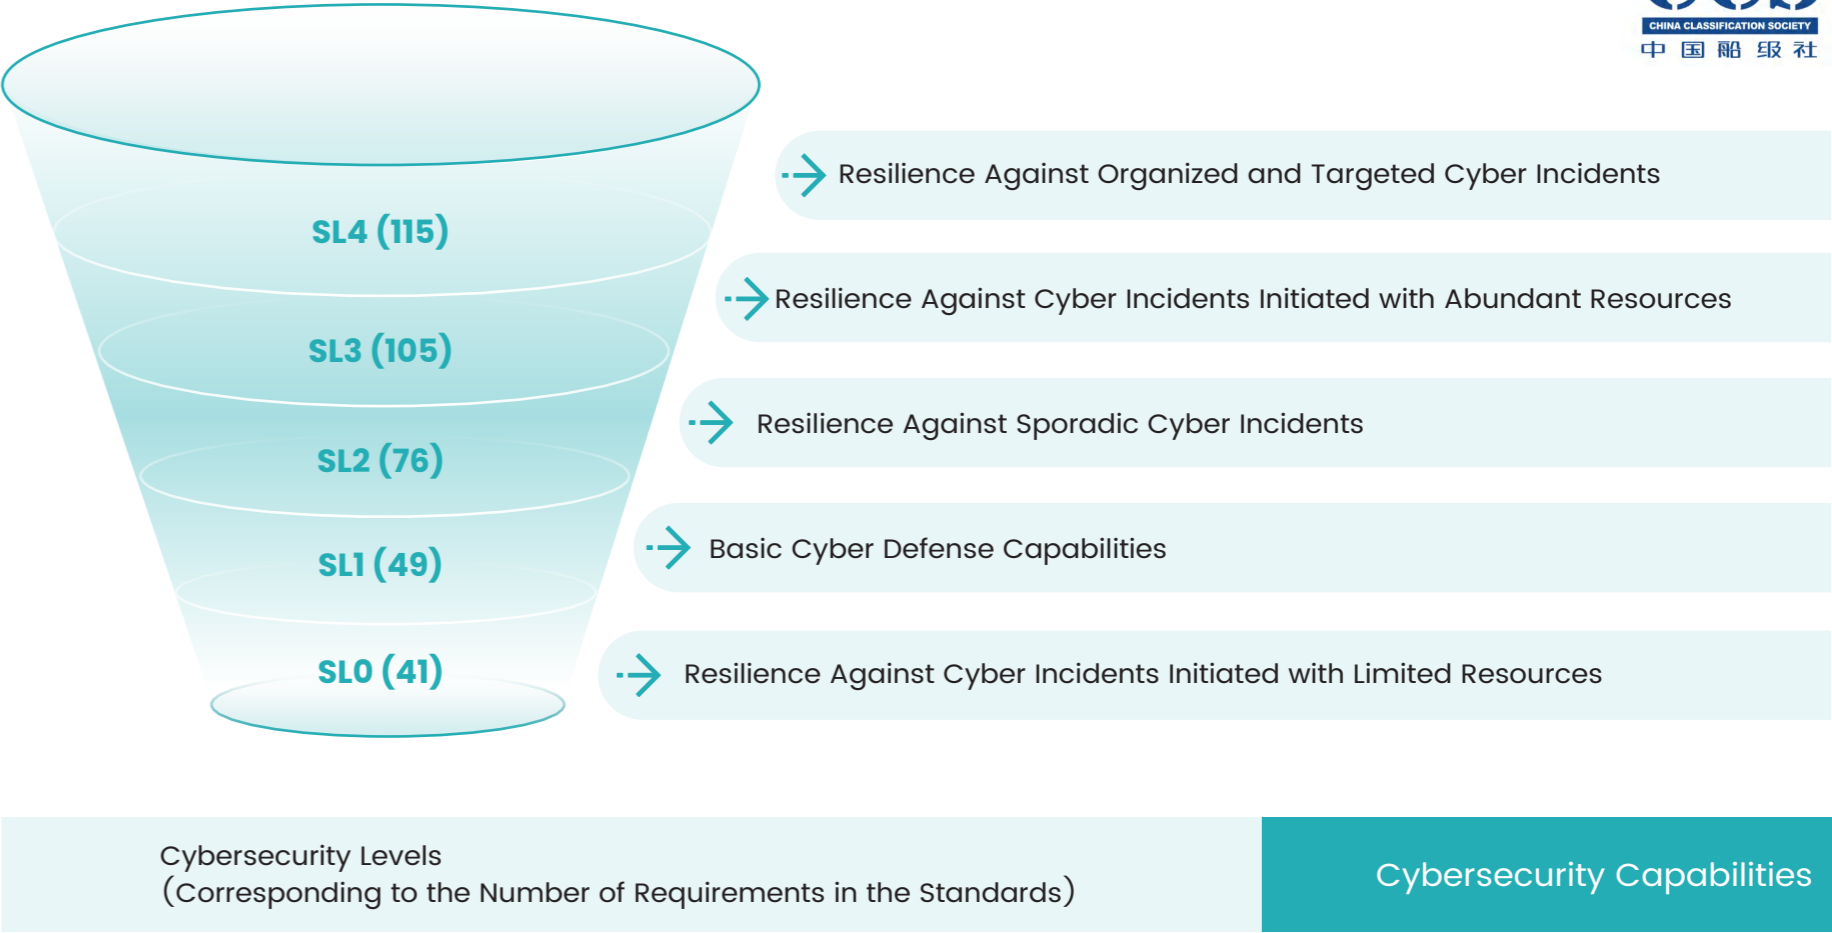 CHINA CLASSIFICATION SOCIETY
中国船级社
Resilience Against Organized and Targeted Cyber Incidents
SL4 (115)
Resilience Against Cyber Incidents Initiated with Abundant Resources
SL3 (105)
Resilience Against Sporadic Cyber Incidents
SL2 (76)
Basic Cyber Defense Capabilities
SL1 (49)
Resilience Against Cyber Incidents Initiated with Limited Resources
SL0 (41)
Cybersecurity Levels
(Corresponding to the Number of Requirements in the Standards)
Cybersecurity Capabilities